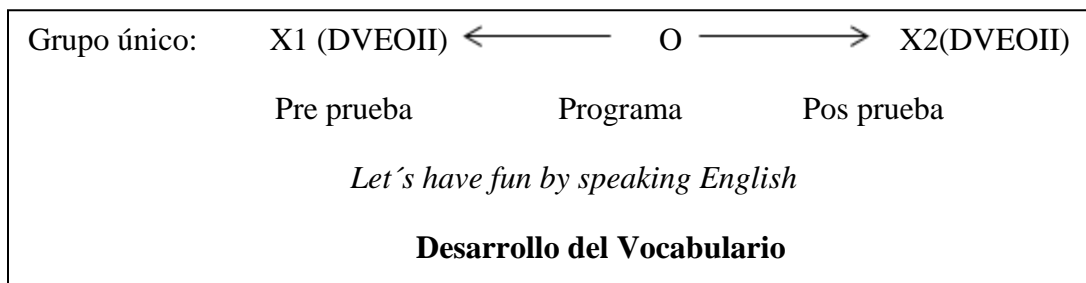 Grupo único: X1 (DVEOII) ← O → X2(DVEOII)
Pre prueba Programa Pos prueba
Let´s have fun by speaking English
Desarrollo del Vocabulario